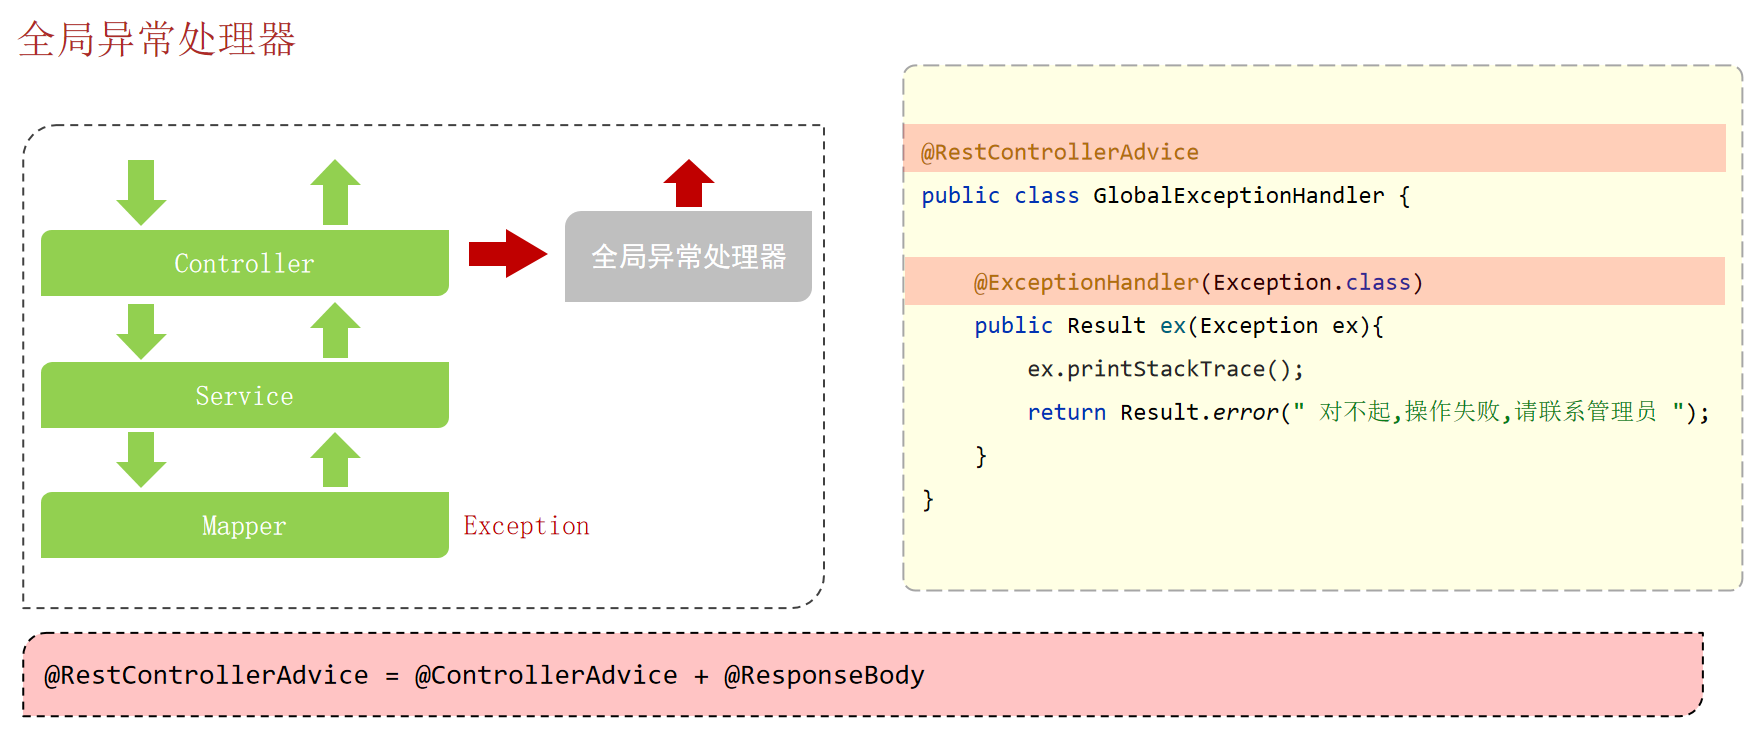 全局异常处理器
Controller
全局异常处理器
Service
Mapper
Exception
@RestControllerAdvice
public class GlobalExceptionHandler {
@ExceptionHandler(Exception.class)
public Result ex(Exception ex){
ex.printStackTrace();
return Result.error(" 对不起,操作失败,请联系管理员 ");
}
}
@RestControllerAdvice = @ControllerAdvice + @ResponseBody